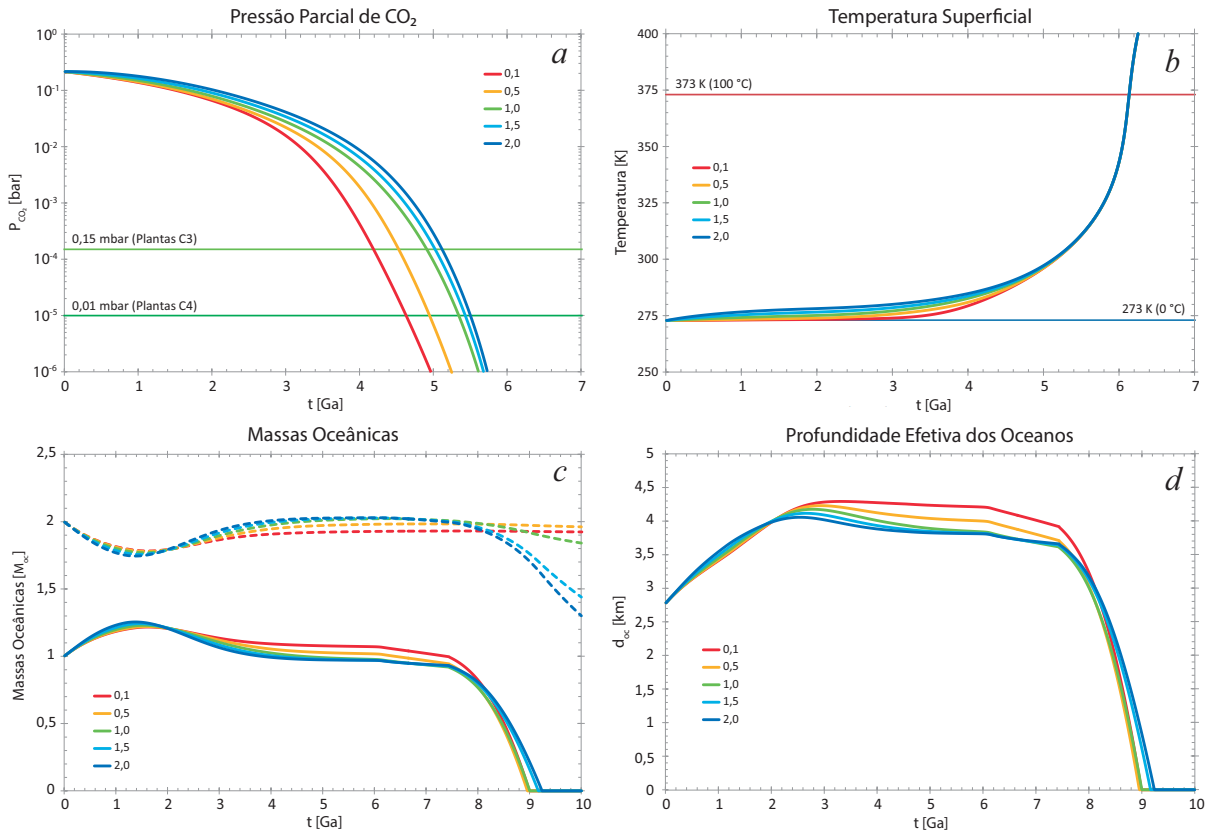 Pressão Parcial de CO₂
a
P_CO₂ [bar]
10⁰
10⁻¹
10⁻²
10⁻³
10⁻⁴
10⁻⁵
10⁻⁶
0,1
0,5
1,0
1,5
2,0
0,15 mbar (Plantas C3)
0,01 mbar (Plantas C4)
0 1 2 3 4 5 6 7
t [Ga]
Temperatura Superficial
b
Temperatura [K]
400
375
350
325
300
275
250
373 K (100 °C)
0,1
0,5
1,0
1,5
2,0
273 K (0 °C)
0 1 2 3 4 5 6 7
t [Ga]
Massas Oceânicas
c
Massas Oceânicas [M_oc]
2,5
2
1,5
1
0,5
0
0,1
0,5
1,0
1,5
2,0
0 1 2 3 4 5 6 7 8 9 10
t [Ga]
Profundidade Efetiva dos Oceanos
d
d_oc [km]
5
4,5
4
3,5
3
2,5
2
1,5
1
0,5
0
0,1
0,5
1,0
1,5
2,0
0 1 2 3 4 5 6 7 8 9 10
t [Ga]